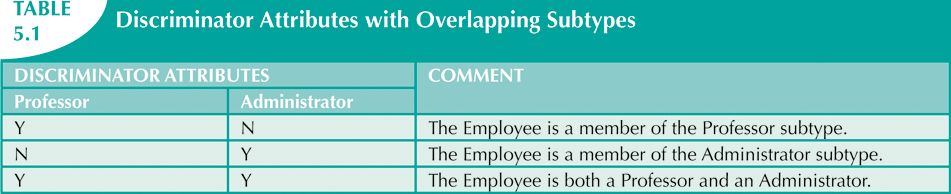 TABLE
5.1
Discriminator Attributes with Overlapping Subtypes
DISCRIMINATOR ATTRIBUTES COMMENT
Professor Administrator
Y N The Employee is a member of the Professor subtype.
N Y The Employee is a member of the Administrator subtype.
Y Y The Employee is both a Professor and an Administrator.